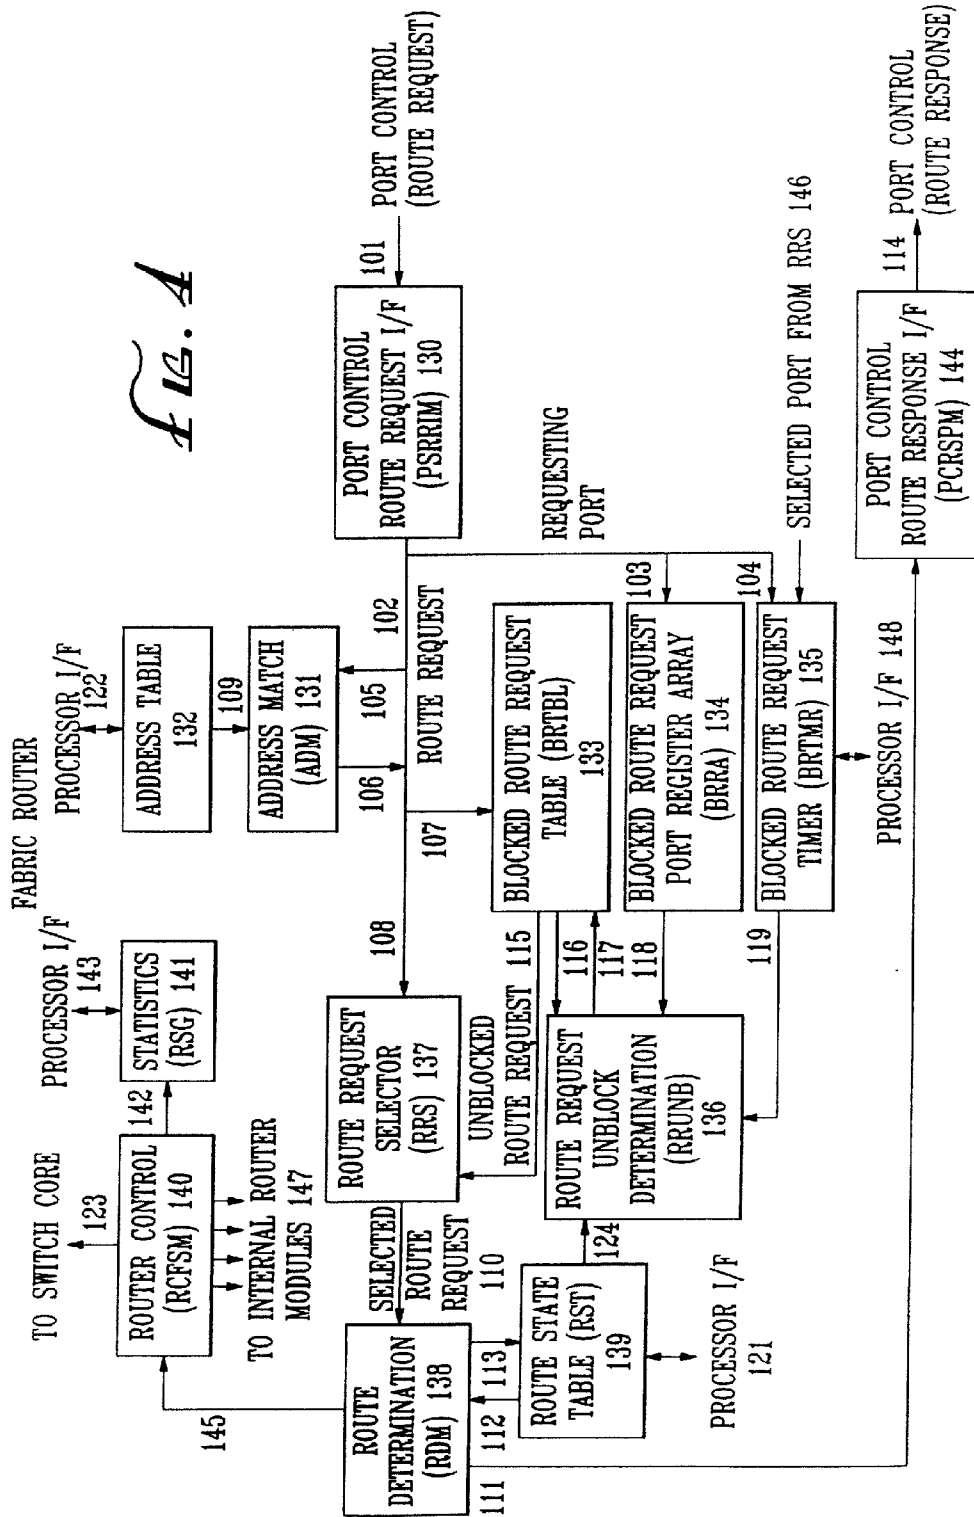 FIG. 4
FABRIC ROUTER
TO SWITCH CORE
123
ROUTER CONTROL
(RCFSM) 140
TO INTERNAL ROUTER
MODULES 147
145
142
PROCESSOR I/F
143
STATISTICS
(RSG) 141
PROCESSOR I/F
122
ADDRESS TABLE
132
109
ADDRESS MATCH
(ADM) 131
106
105
PORT CONTROL
ROUTE REQUEST I/F
(PSRRIM) 130
101
PORT CONTROL
(ROUTE REQUEST)
102
ROUTE REQUEST
107
108
REQUESTING
PORT
103
104
ROUTE
DETERMINATION
(RDM) 138
SELECTED
ROUTE
REQUEST 110
ROUTE REQUEST
SELECTOR
(RRS) 137
UNBLOCKED
ROUTE REQUEST 115
116
117
118
119
BLOCKED ROUTE REQUEST
TABLE (BRTBL)
133
BLOCKED ROUTE REQUEST
PORT REGISTER ARRAY
(BRRA) 134
BLOCKED ROUTE REQUEST
TIMER (BRTMR) 135
SELECTED PORT FROM RRS 146
PROCESSOR I/F 148
111
112
113
ROUTE STATE
TABLE (RST)
139
124
ROUTE REQUEST
UNBLOCK
DETERMINATION
(RRUNB)
136
PROCESSOR I/F
121
PORT CONTROL
ROUTE RESPONSE I/F
(PCRSPM) 144
114
PORT CONTROL
(ROUTE RESPONSE)